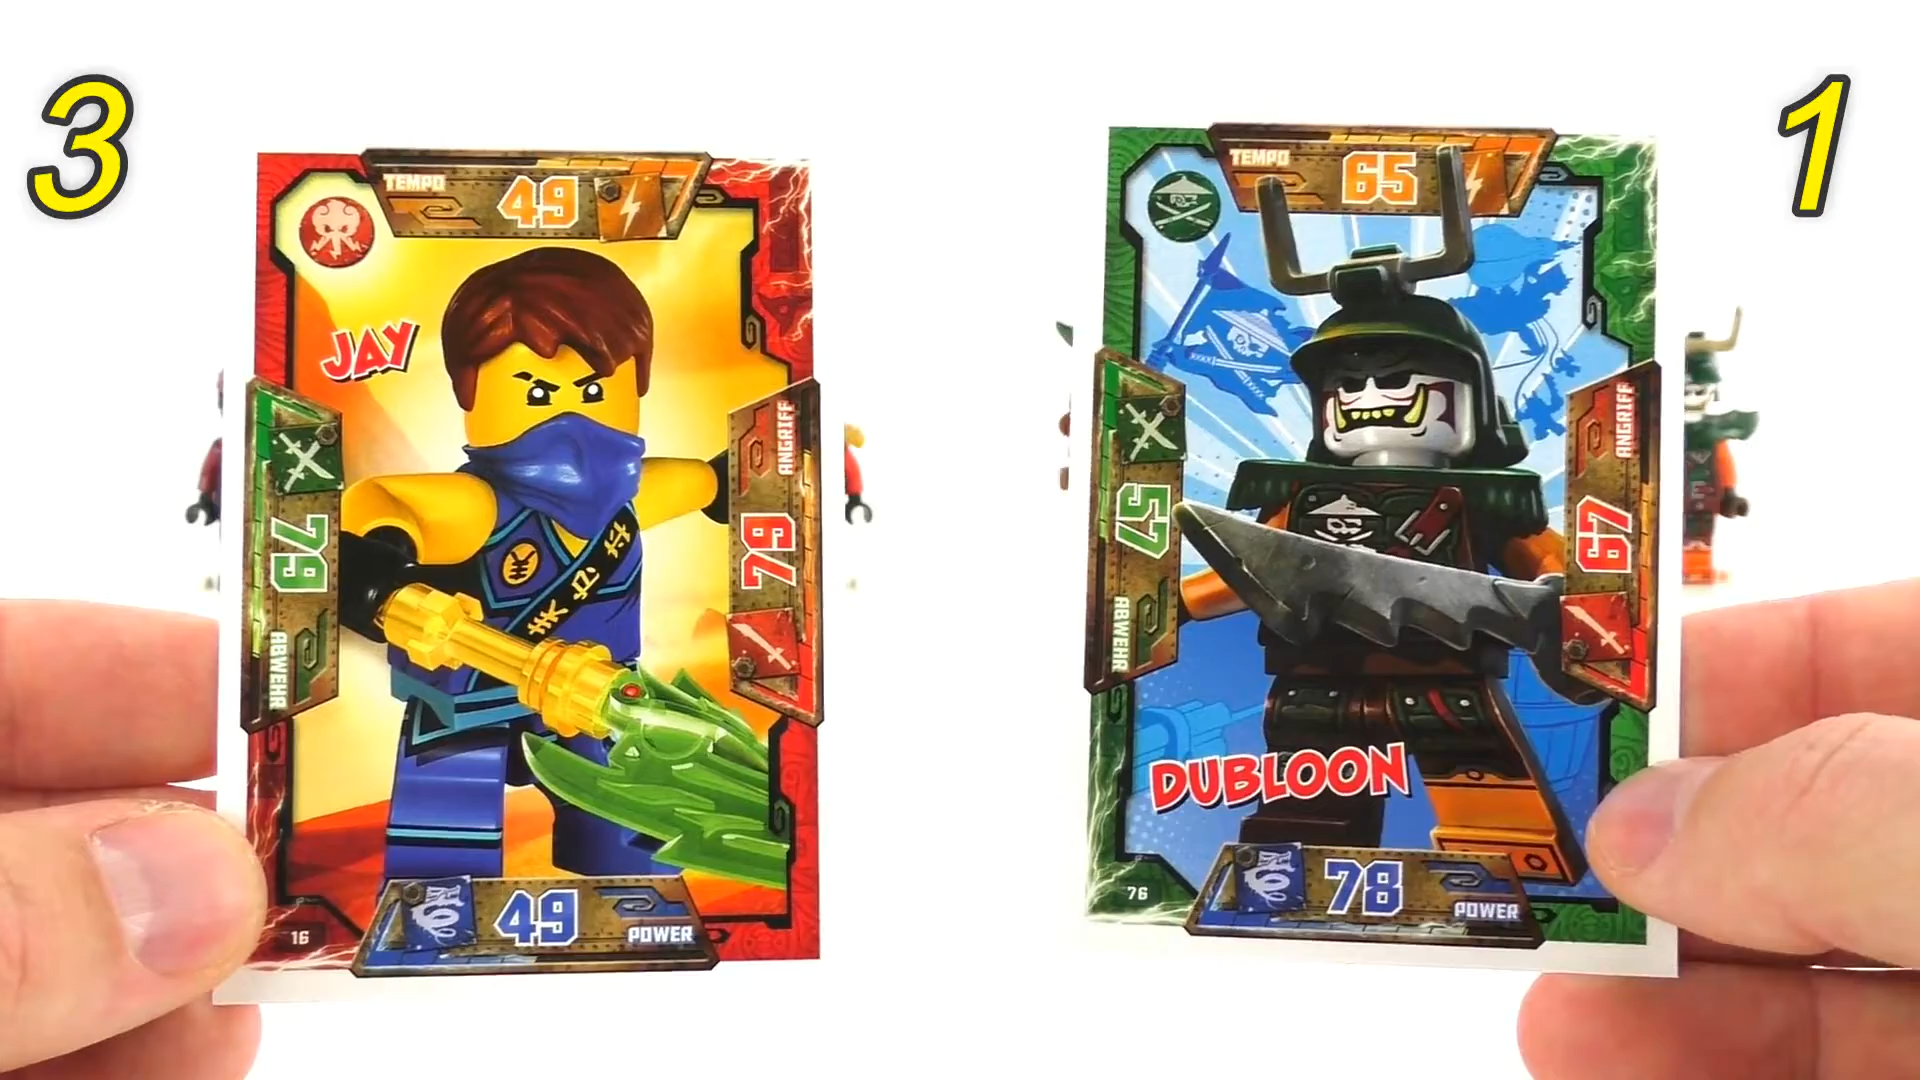 3
1
TEMPO 49
JAY
79 ABWEHR
ANGRIFF 79
16
49 POWER
TEMPO 65
57 ABWEHR
ANGRIFF 67
DUBLOON
76
78 POWER